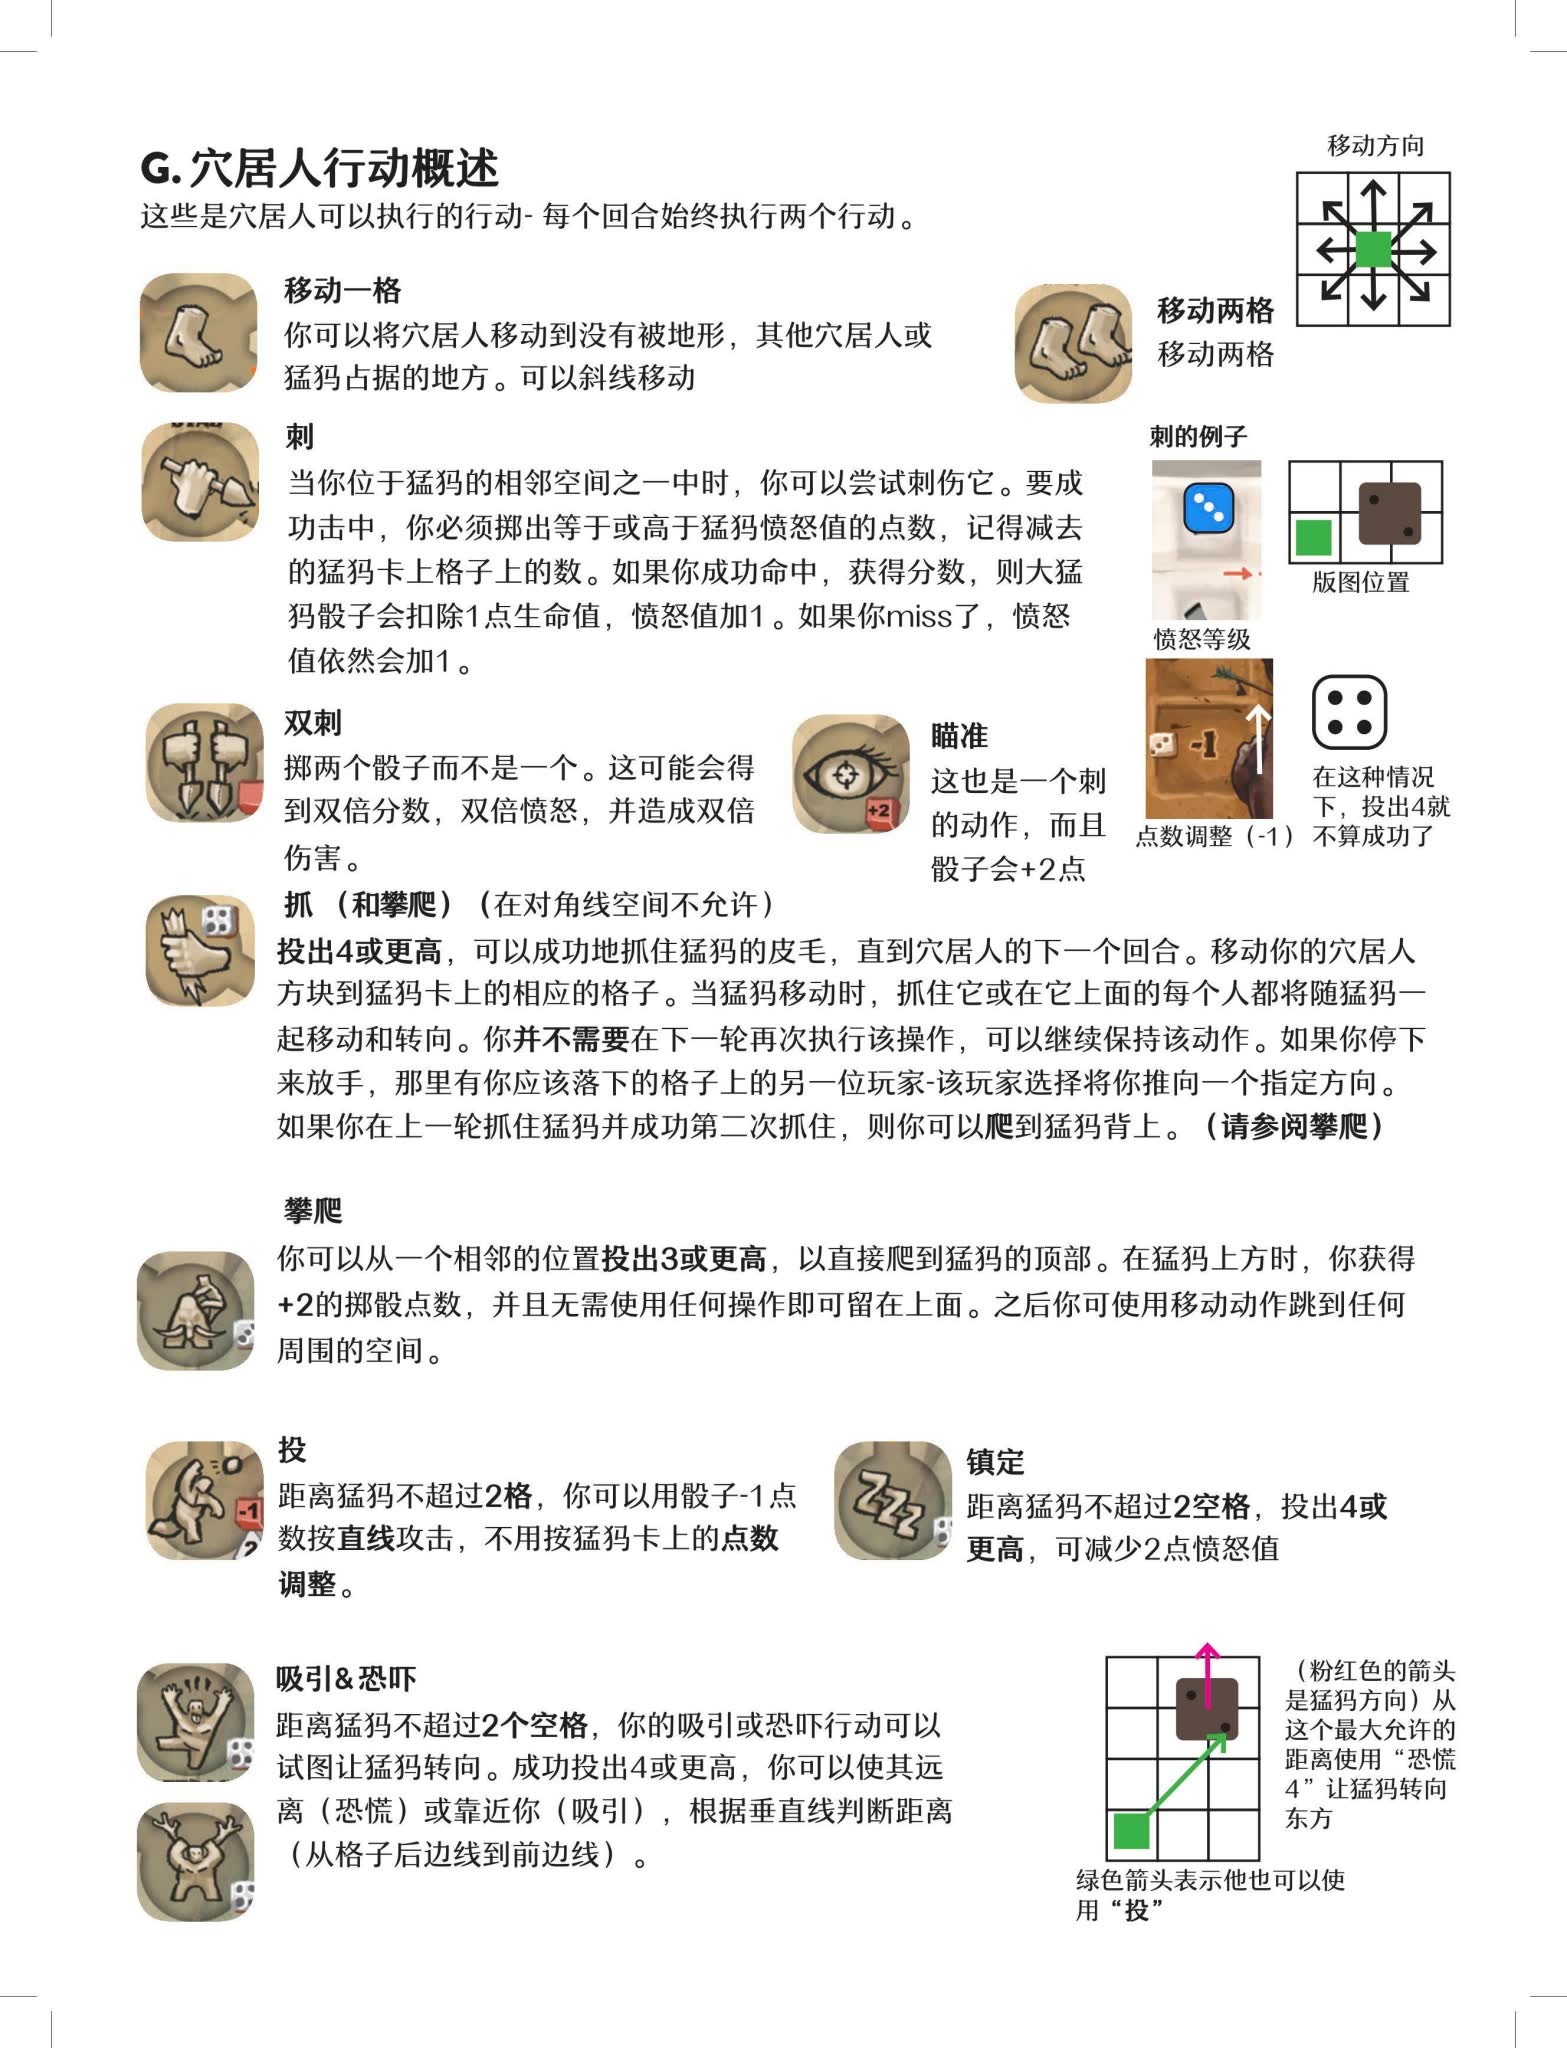 G. 穴居人行动概述
这些是穴居人可以执行的行动- 每个回合始终执行两个行动。
移动方向
移动一格
你可以将穴居人移动到没有被地形，其他穴居人或
猛犸占据的地方。可以斜线移动
移动两格
移动两格
刺
当你位于猛犸的相邻空间之一中时，你可以尝试刺伤它。要成
功击中，你必须掷出等于或高于猛犸愤怒值的点数，记得减去
的猛犸卡上格子上的数。如果你成功命中，获得分数，则大猛
犸骰子会扣除1点生命值，愤怒值加1。如果你miss了，愤怒
值依然会加1。
刺的例子
版图位置
愤怒等级
-1
点数调整（-1）
在这种情况
下，投出4就
不算成功了
双刺
掷两个骰子而不是一个。这可能会得
到双倍分数，双倍愤怒，并造成双倍
伤害。
+2
瞄准
这也是一个刺
的动作，而且
骰子会+2点
抓 （和攀爬）（在对角线空间不允许）
投出4或更高，可以成功地抓住猛犸的皮毛，直到穴居人的下一个回合。移动你的穴居人
方块到猛犸卡上的相应的格子。当猛犸移动时，抓住它或在它上面的每个人都将随猛犸一
起移动和转向。你并不需要在下一轮再次执行该操作，可以继续保持该动作。如果你停下
来放手，那里有你应该落下的格子上的另一位玩家-该玩家选择将你推向一个指定方向。
如果你在上一轮抓住猛犸并成功第二次抓住，则你可以爬到猛犸背上。（请参阅攀爬）
攀爬
你可以从一个相邻的位置投出3或更高，以直接爬到猛犸的顶部。在猛犸上方时，你获得
+2的掷骰点数，并且无需使用任何操作即可留在上面。之后你可使用移动动作跳到任何
周围的空间。
-1
2
投
距离猛犸不超过2格，你可以用骰子-1点
数按直线攻击，不用按猛犸卡上的点数
调整。
ZZZ
镇定
距离猛犸不超过2空格，投出4或
更高，可减少2点愤怒值
吸引&恐吓
距离猛犸不超过2个空格，你的吸引或恐吓行动可以
试图让猛犸转向。成功投出4或更高，你可以使其远
离（恐慌）或靠近你（吸引），根据垂直线判断距离
（从格子后边线到前边线）。
（粉红色的箭头
是猛犸方向）从
这个最大允许的
距离使用“恐慌
4”让猛犸转向
东方
绿色箭头表示他也可以使
用“投”